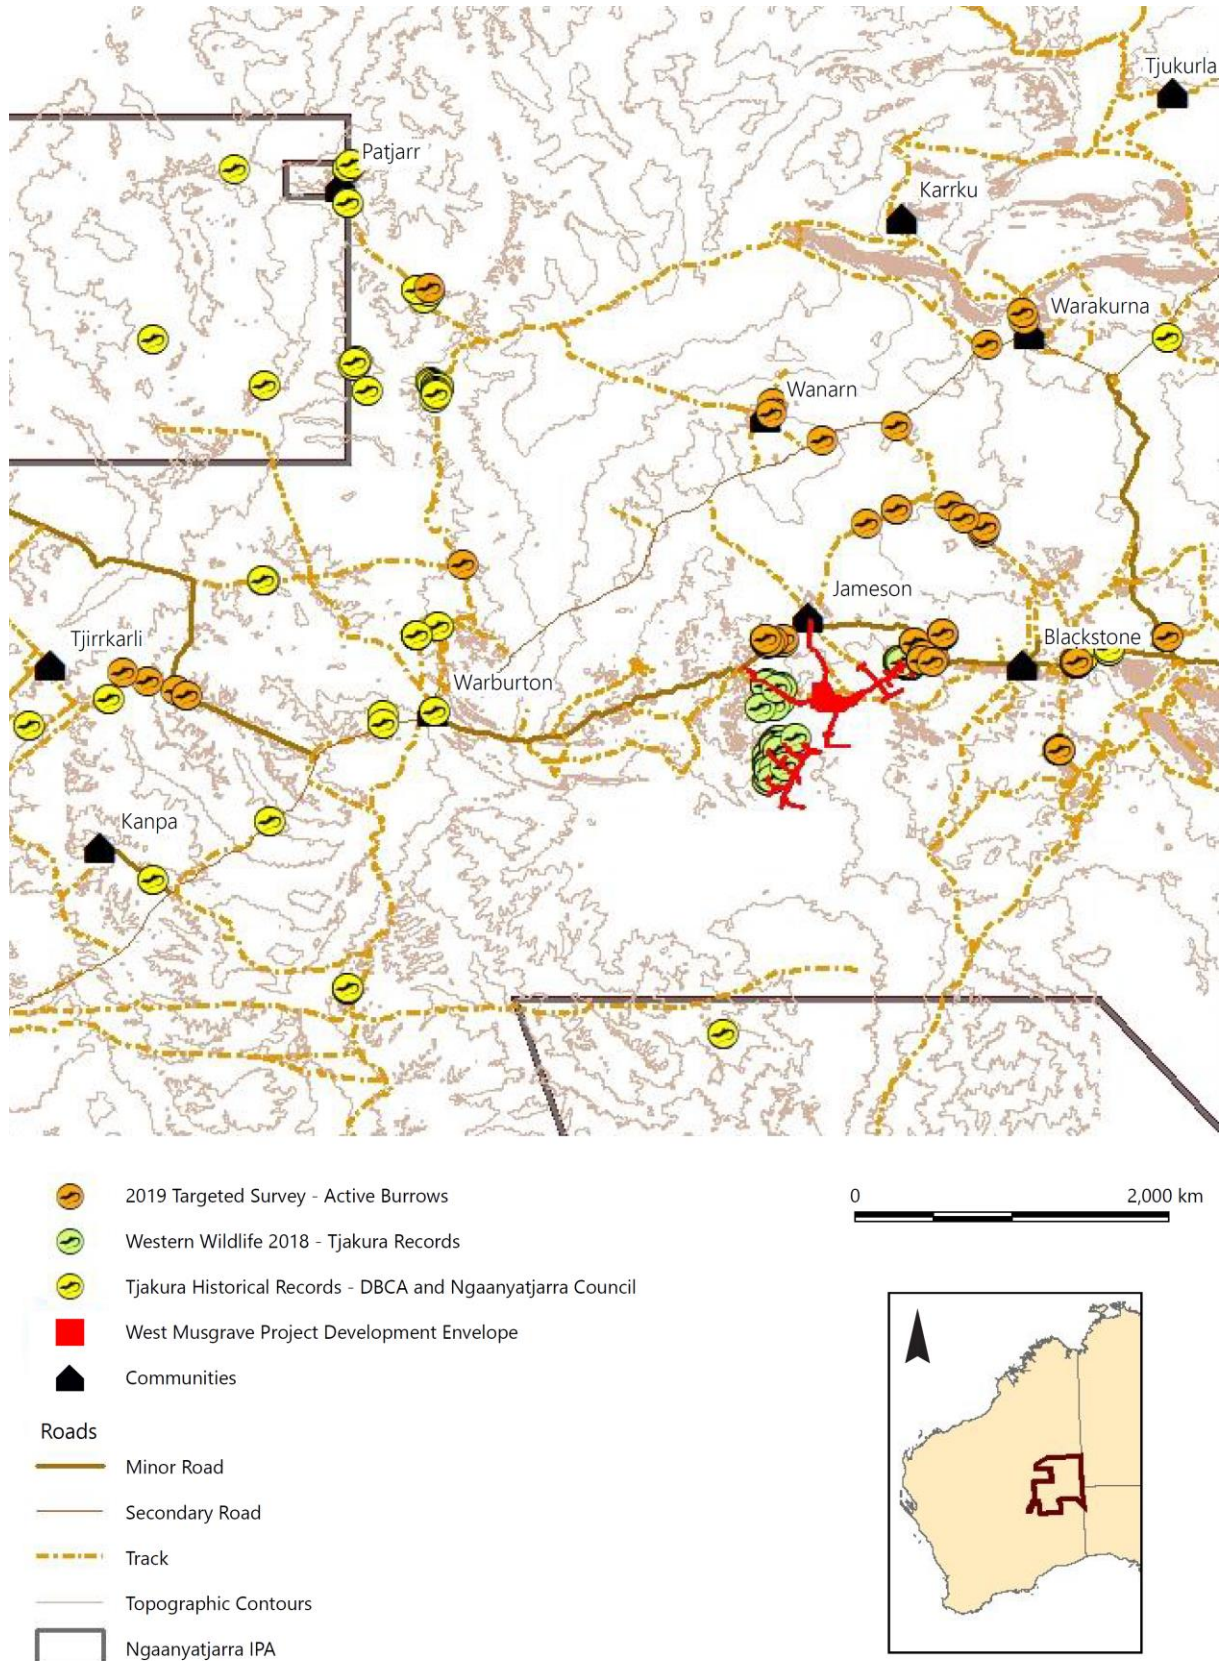 Tjukurla
Patjarr
Karrku
Warakurna
Wanarn
Jameson
Tjirrkarli
Blackstone
Warburton
Kanpa
2019 Targeted Survey - Active Burrows
Western Wildlife 2018 - Tjakura Records
Tjakura Historical Records - DBCA and Ngaanyatjarra Council
West Musgrave Project Development Envelope
Communities
Roads
Minor Road
Secondary Road
Track
Topographic Contours
Ngaanyatjarra IPA
0 2,000 km